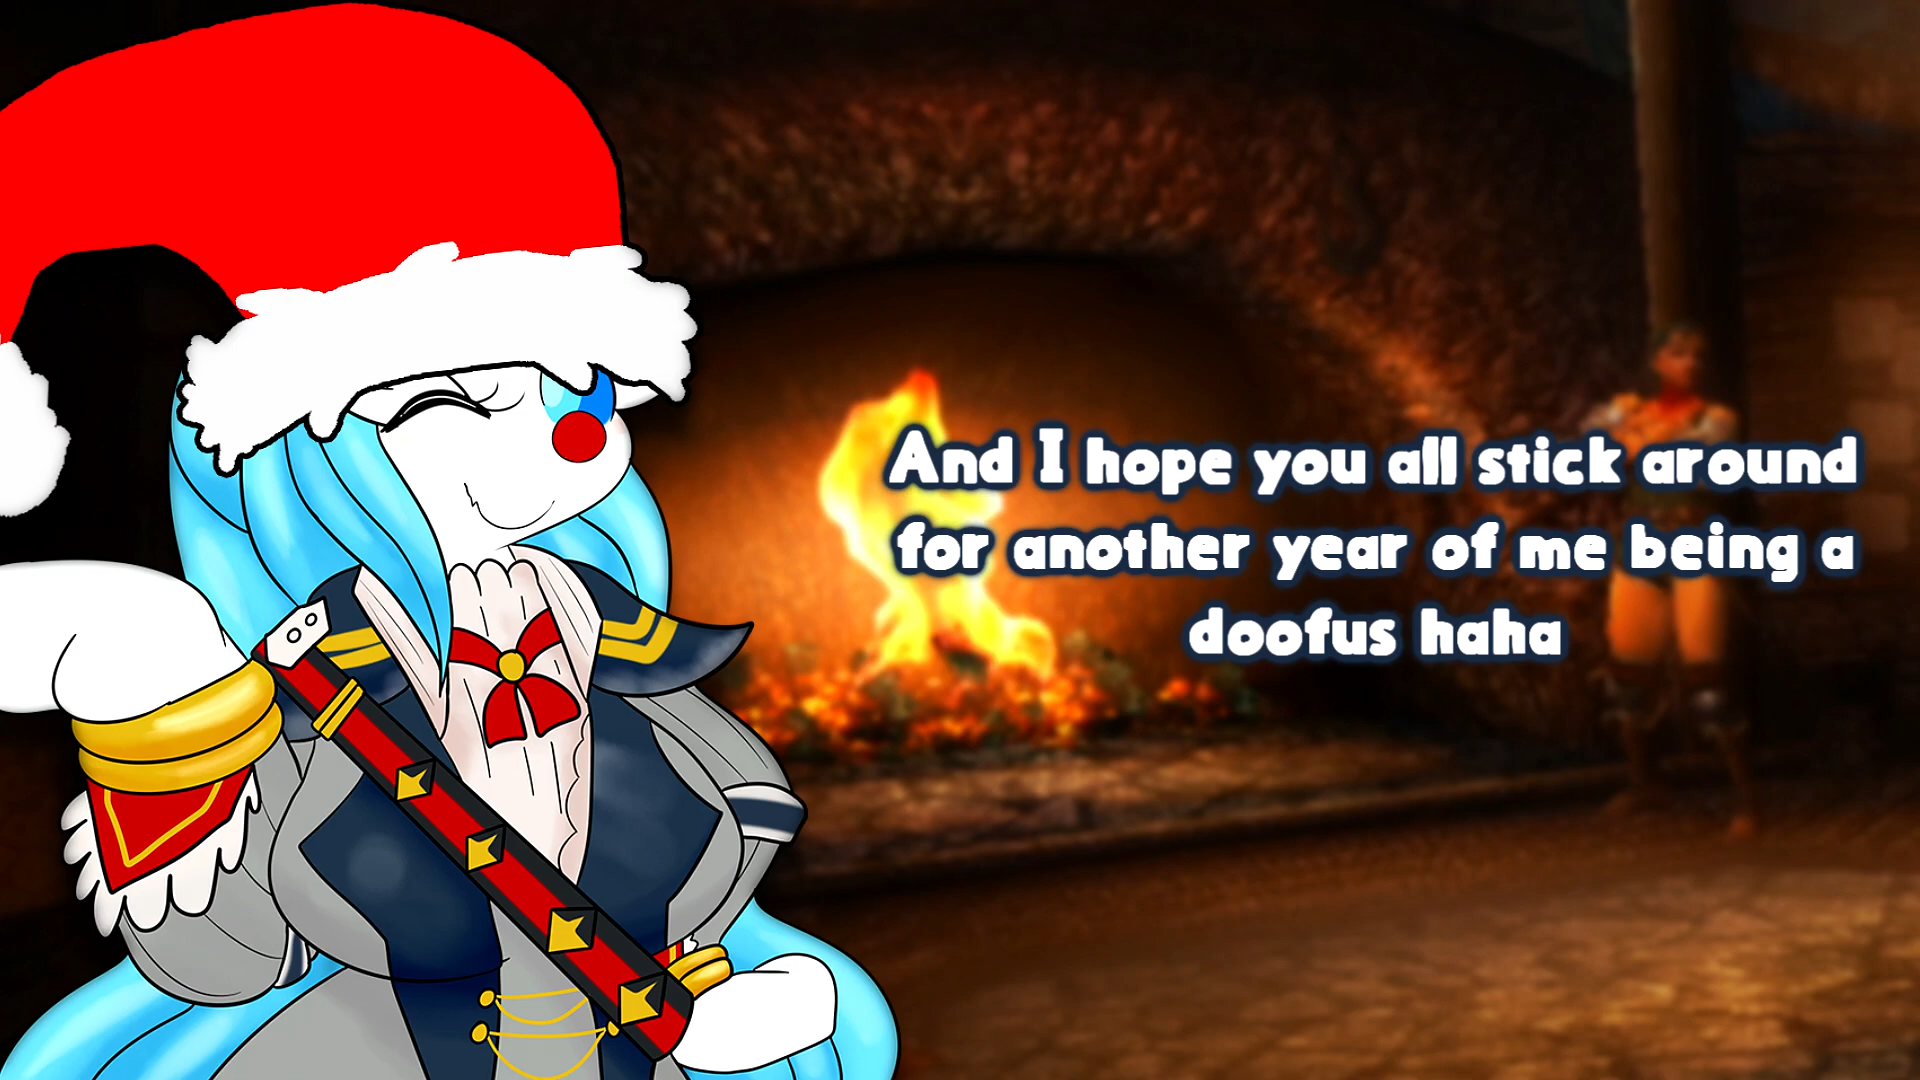 And I hope you all stick around
for another year of me being a
doofus haha